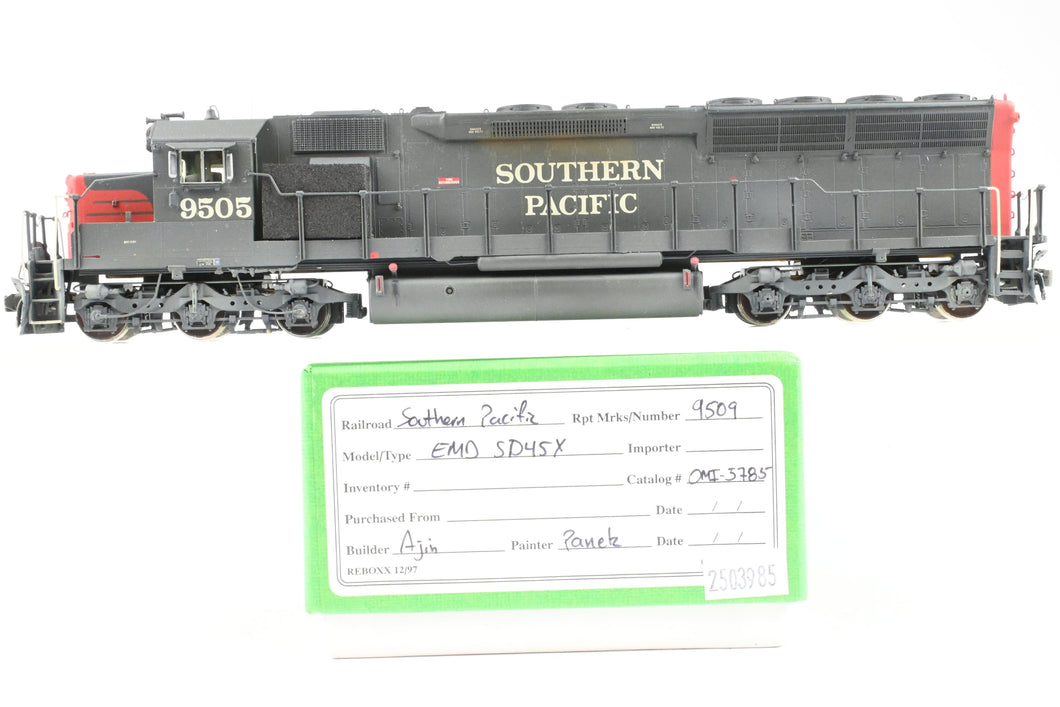 SOUTHERN
PACIFIC
9505
Railroad Southern Pacific Rpt Mrks/Number 9509
Model/Type EMD SD45X Importer
Inventory # Catalog # OMI-5785
Purchased From Date / /
Builder Ajin Painter Panek Date / /
REBOXX 12/97
2503985